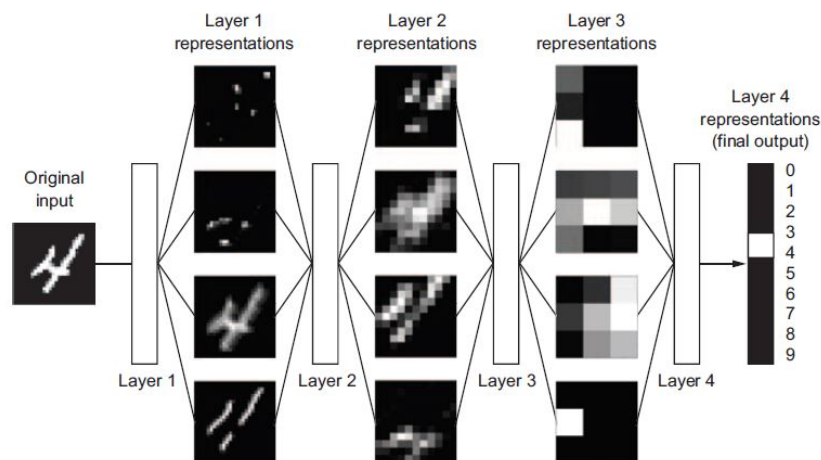 Layer 1
representations
Layer 2
representations
Layer 3
representations
Layer 4
representations
(final output)
Original
input
0
1
2
3
4
5
6
7
8
9
Layer 1
Layer 2
Layer 3
Layer 4